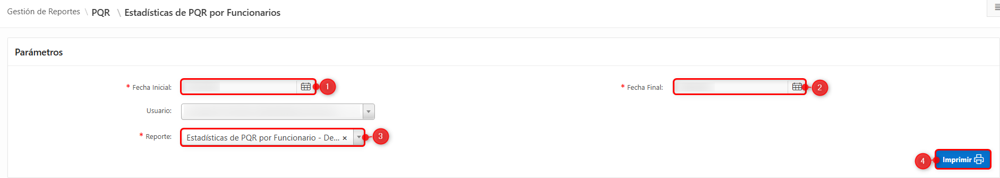 Gestión de Reportes \ PQR \ Estadísticas de PQR por Funcionarios
Parámetros
* Fecha Inicial: 1 * Fecha Final: 2
Usuario:
* Reporte: Estadísticas de PQR por Funcionario - De... × 3
4 Imprimir